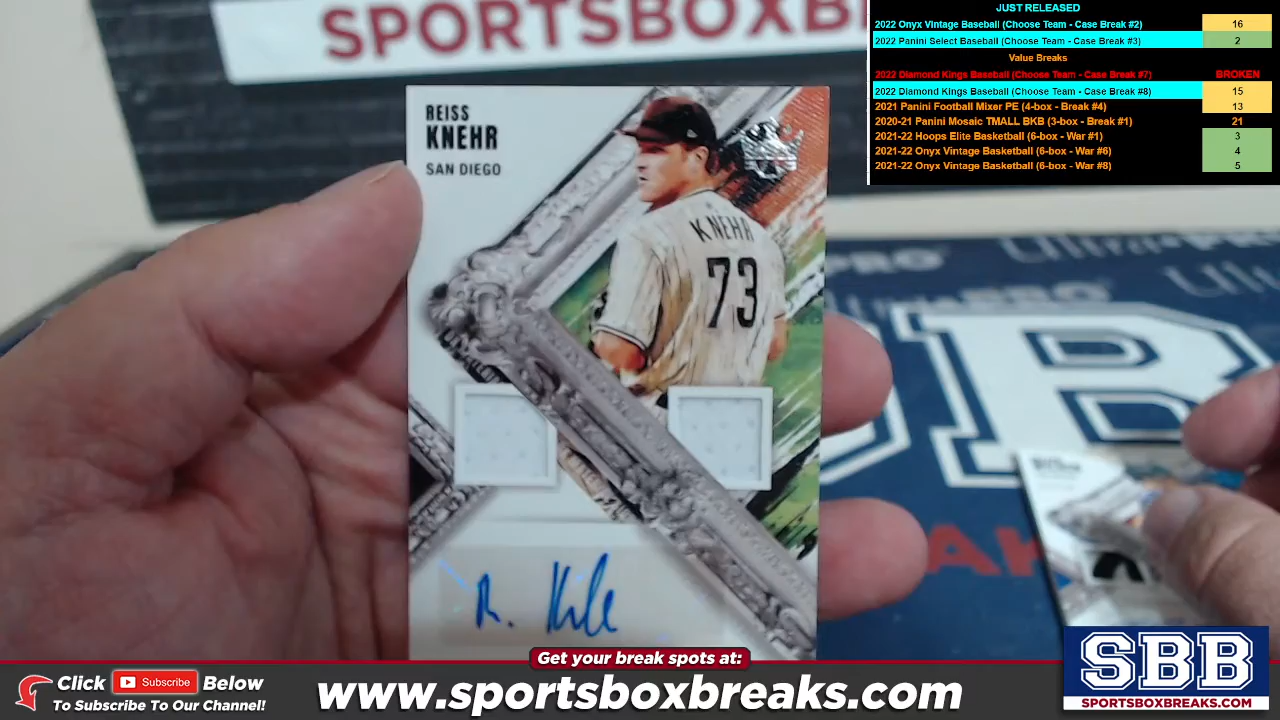 SPORTSBOXBREAKS
JUST RELEASED
2022 Onyx Vintage Baseball (Choose Team - Case Break #2) 16
2022 Panini Select Baseball (Choose Team - Case Break #3) 2
Value Breaks
2022 Diamond Kings Baseball (Choose Team - Case Break #7) BROKEN
2022 Diamond Kings Baseball (Choose Team - Case Break #8) 15
2021 Panini Football Mixer PE (4-box - Break #4) 13
2020-21 Panini Mosaic TMALL BKB (3-box - Break #1) 21
2021-22 Hoops Elite Basketball (6-box - War #1) 3
2021-22 Onyx Vintage Basketball (6-box - War #6) 4
2021-22 Onyx Vintage Basketball (6-box - War #8) 5
REISS
KNEHR
SAN DIEGO
KNEHR
73
Get your break spots at:
Click Subscribe Below
To Subscribe To Our Channel!
www.sportsboxbreaks.com
SBB
SPORTSBOXBREAKS.COM